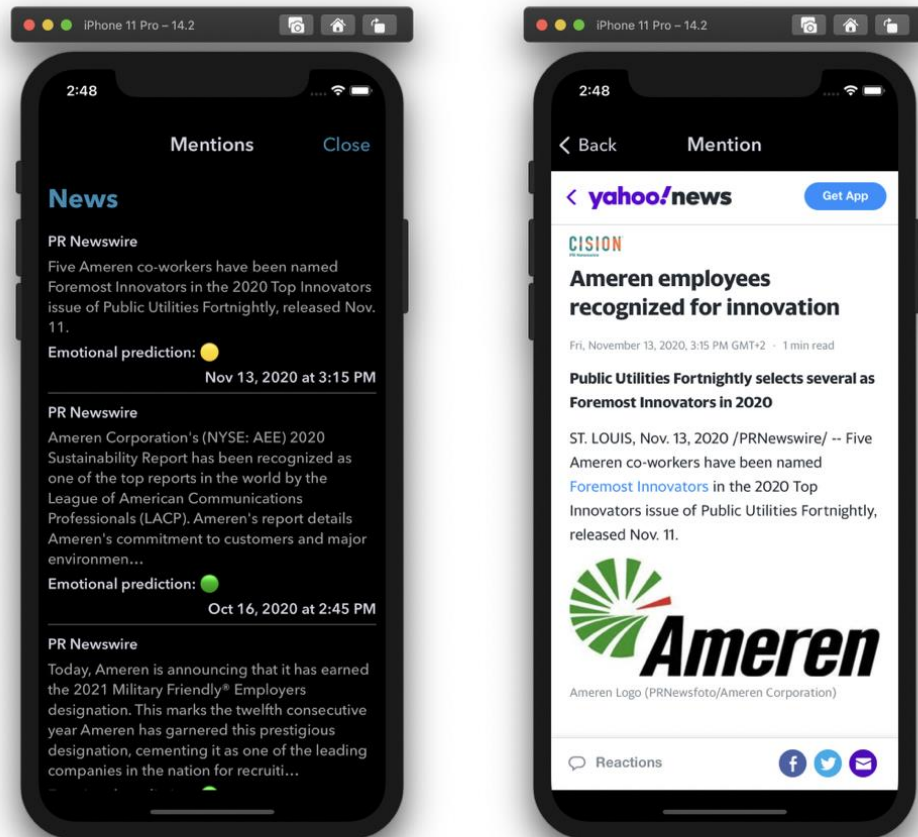 iPhone 11 Pro – 14.2
2:48
Mentions
Close
News
PR Newswire
Five Ameren co-workers have been named
Foremost Innovators in the 2020 Top Innovators
issue of Public Utilities Fortnightly, released Nov.
11.
Emotional prediction:
Nov 13, 2020 at 3:15 PM
PR Newswire
Ameren Corporation's (NYSE: AEE) 2020
Sustainability Report has been recognized as
one of the top reports in the world by the
League of American Communications
Professionals (LACP). Ameren's report details
Ameren's commitment to customers and major
environmen...
Emotional prediction:
Oct 16, 2020 at 2:45 PM
PR Newswire
Today, Ameren is announcing that it has earned
the 2021 Military Friendly® Employers
designation. This marks the twelfth consecutive
year Ameren has garnered this prestigious
designation, cementing it as one of the leading
companies in the nation for recruiti...
iPhone 11 Pro – 14.2
2:48
Back
Mention
yahoo!news
Get App
CISION
PR Newswire
Ameren employees
recognized for innovation
Fri, November 13, 2020, 3:15 PM GMT+2 · 1 min read
Public Utilities Fortnightly selects several as
Foremost Innovators in 2020
ST. LOUIS, Nov. 13, 2020 /PRNewswire/ -- Five
Ameren co-workers have been named
Foremost Innovators in the 2020 Top
Innovators issue of Public Utilities Fortnightly,
released Nov. 11.
Ameren
Ameren Logo (PRNewsfoto/Ameren Corporation)
Reactions